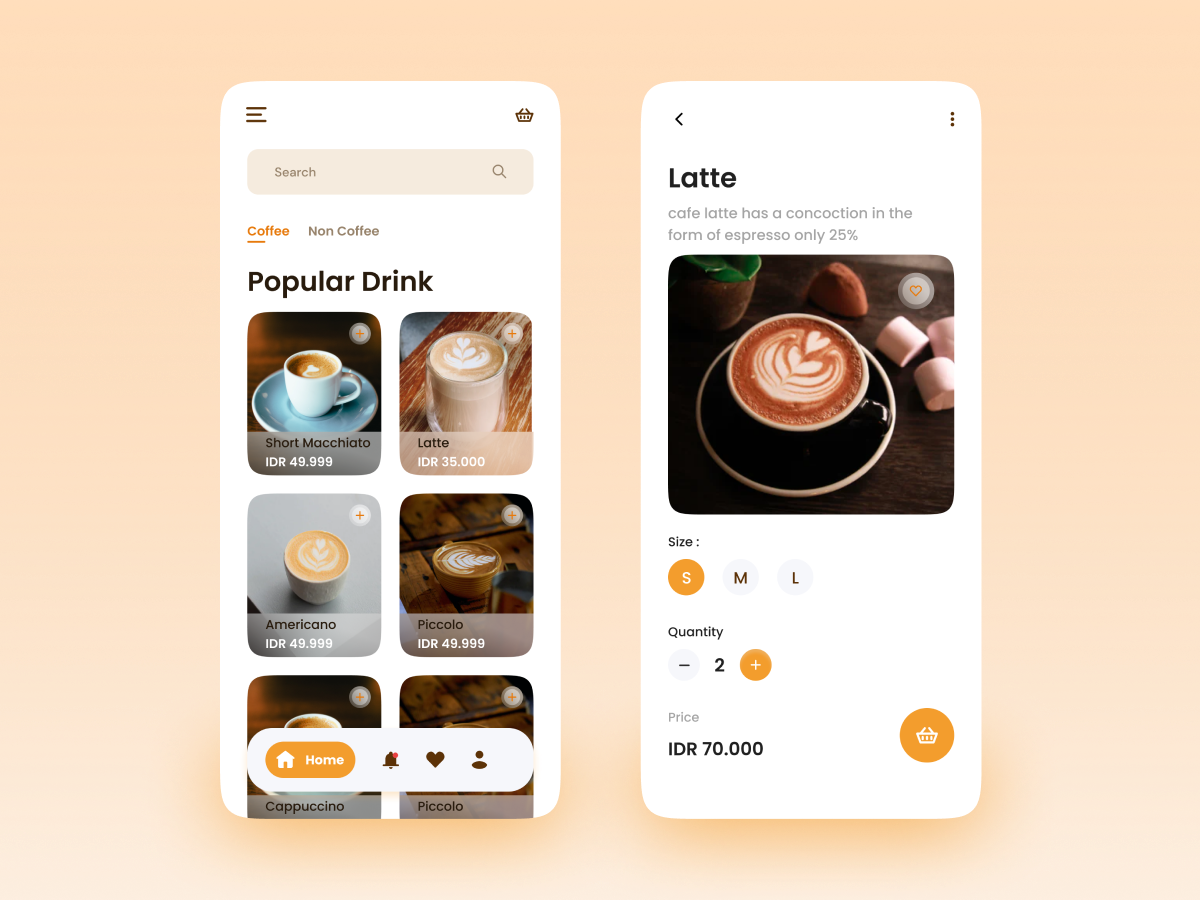 Search
Coffee Non Coffee
Popular Drink
Short Macchiato
IDR 49.999
Latte
IDR 35.000
Americano
IDR 49.999
Piccolo
IDR 49.999
Home
Cappuccino
Piccolo
Latte
cafe latte has a concoction in the
form of espresso only 25%
Size :
S M L
Quantity
− 2 +
Price
IDR 70.000